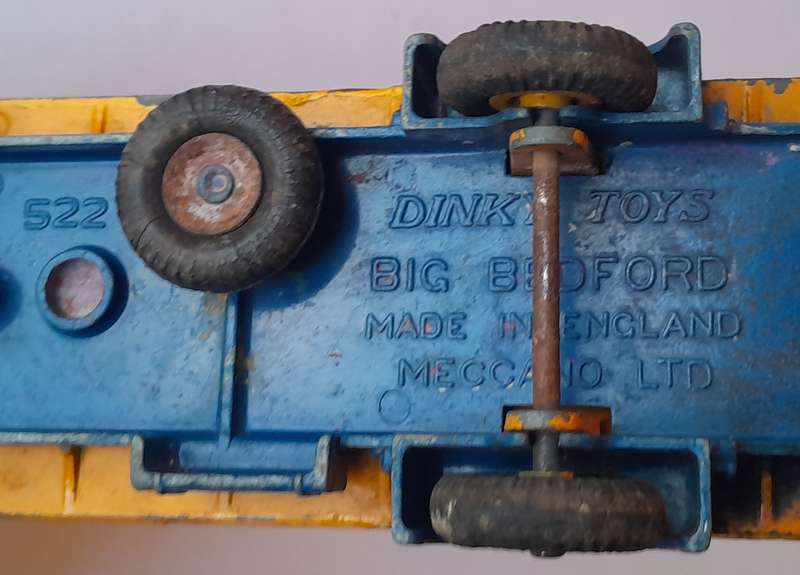 522
DINKY TOYS
BIG BEDFORD
MADE IN ENGLAND
MECCANO LTD